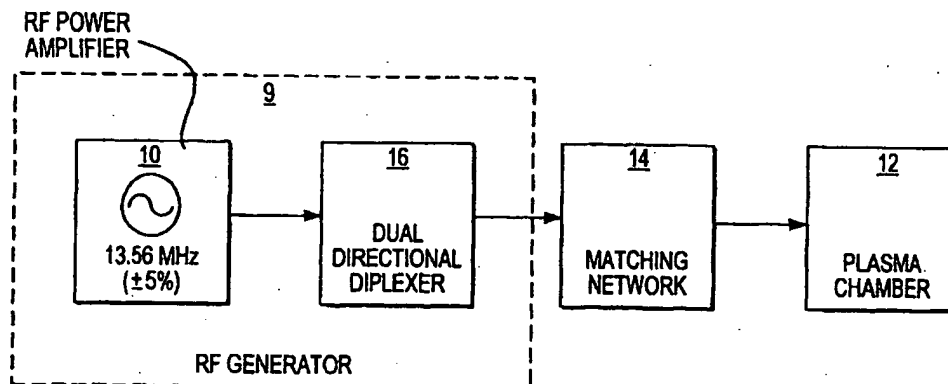 RF POWER
AMPLIFIER
9
10
13.56 MHz
(±5%)
16
DUAL
DIRECTIONAL
DIPLEXER
14
MATCHING
NETWORK
12
PLASMA
CHAMBER
RF GENERATOR